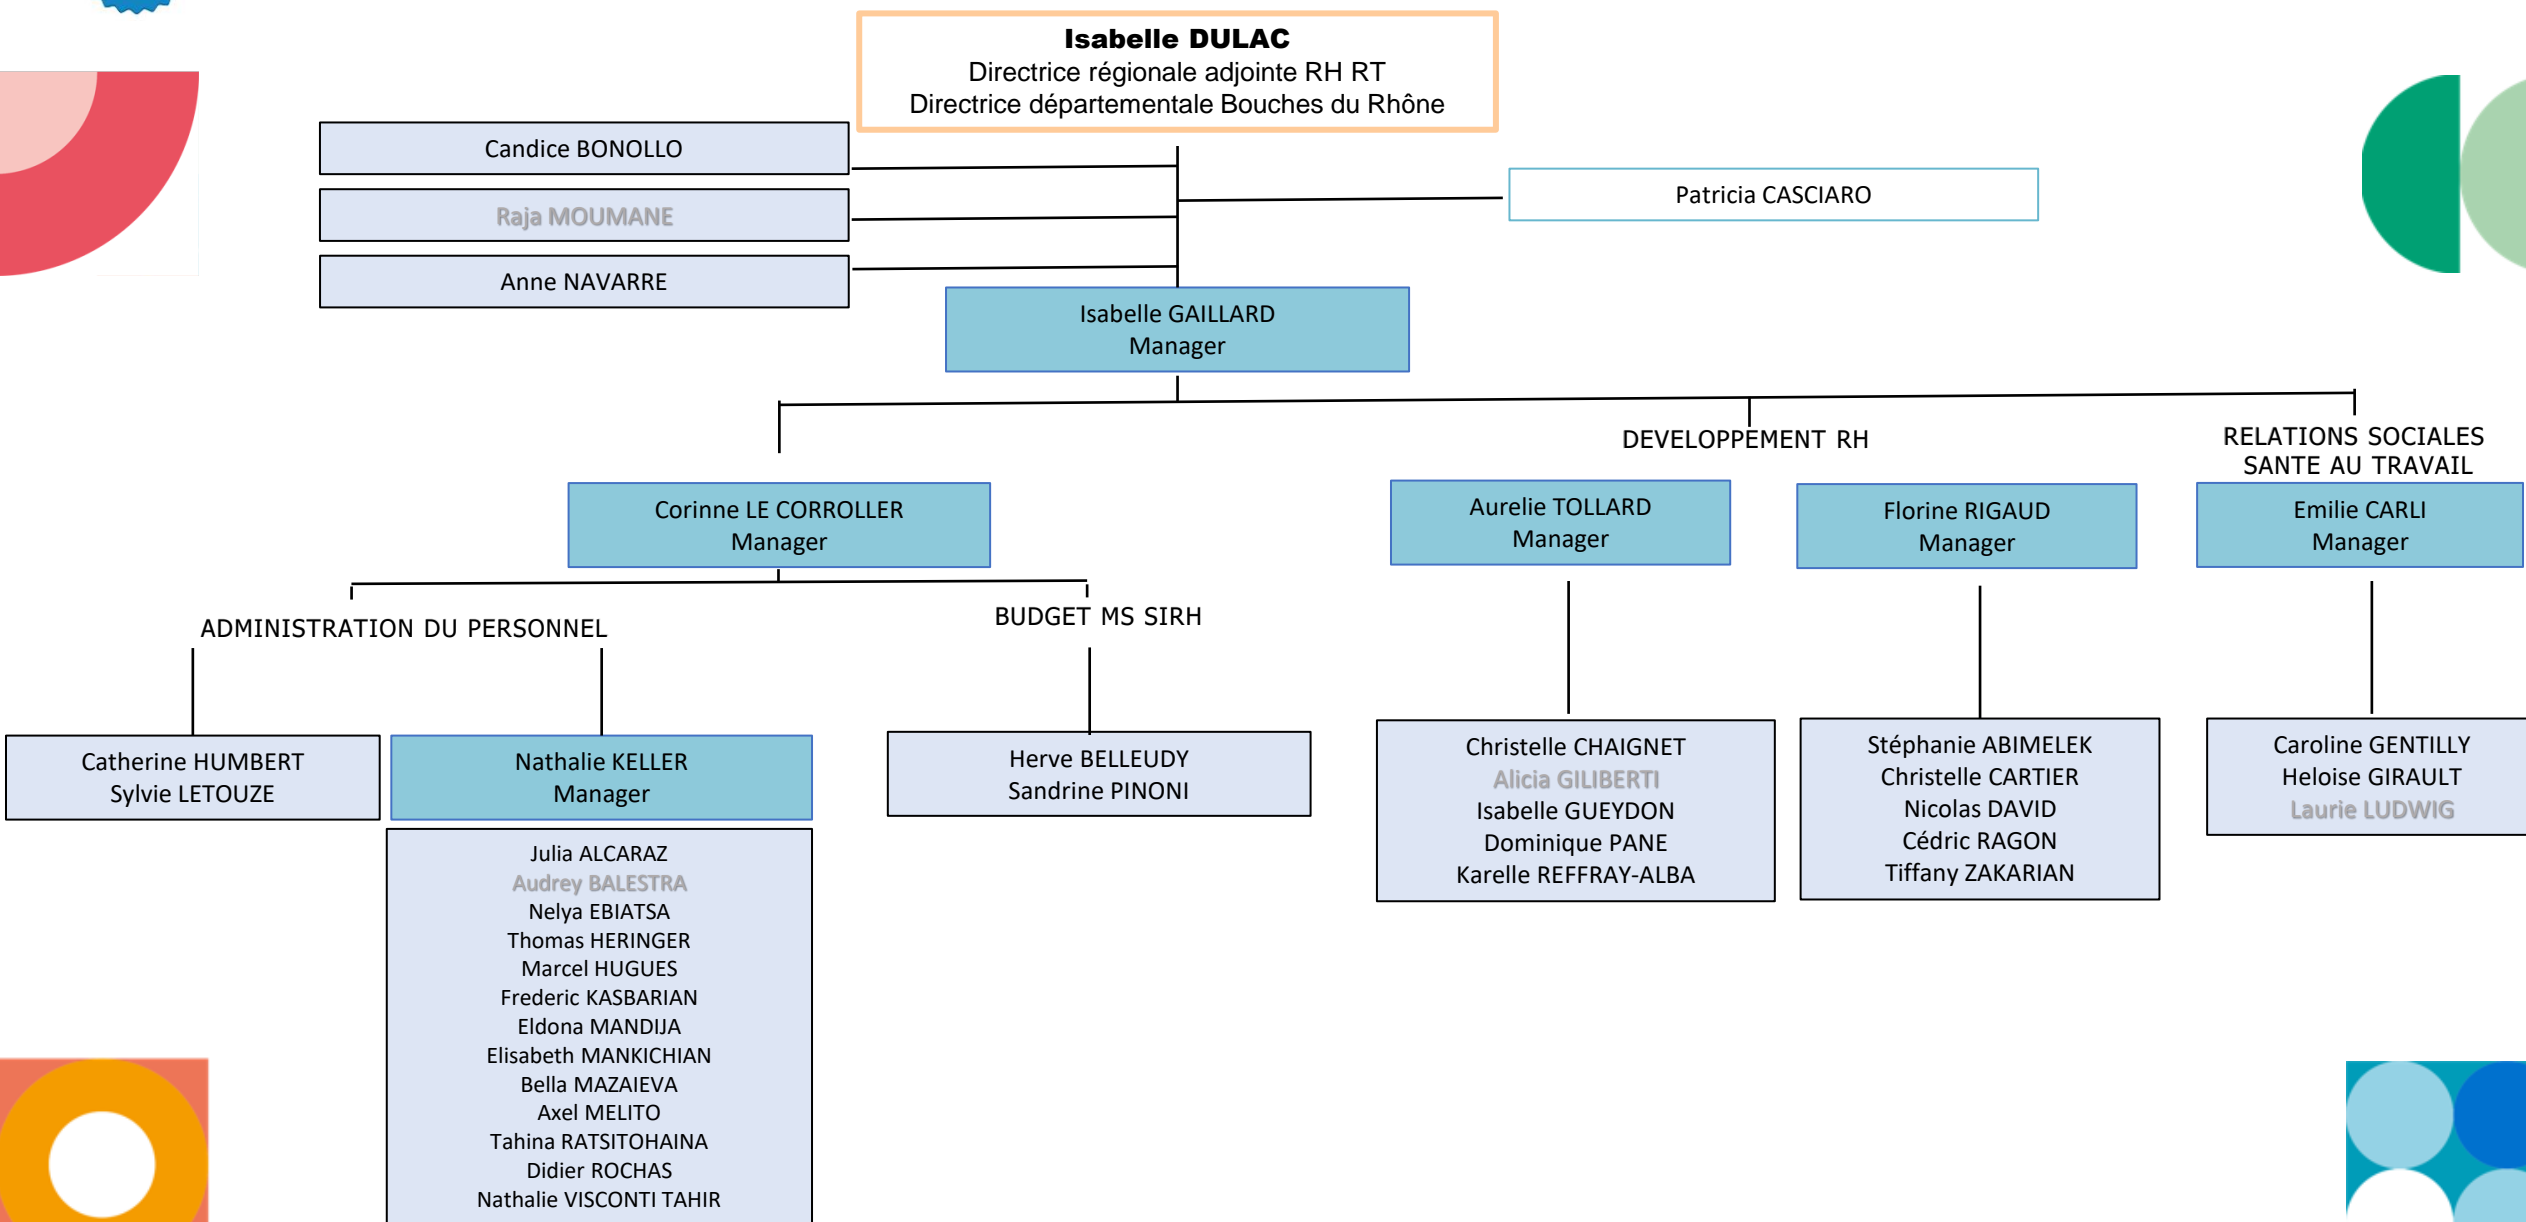 Isabelle DULAC
Directrice régionale adjointe RH RT
Directrice départementale Bouches du Rhône
Candice BONOLLO
Raja MOUMANE
Anne NAVARRE
Patricia CASCIARO
Isabelle GAILLARD
Manager
DEVELOPPEMENT RH
RELATIONS SOCIALES
SANTE AU TRAVAIL
Corinne LE CORROLLER
Manager
Aurelie TOLLARD
Manager
Florine RIGAUD
Manager
Emilie CARLI
Manager
ADMINISTRATION DU PERSONNEL
BUDGET MS SIRH
Catherine HUMBERT
Sylvie LETOUZE
Nathalie KELLER
Manager
Julia ALCARAZ
Audrey BALESTRA
Nelya EBIATSA
Thomas HERINGER
Marcel HUGUES
Frederic KASBARIAN
Eldona MANDIJA
Elisabeth MANKICHIAN
Bella MAZAIEVA
Axel MELITO
Tahina RATSITOHAINA
Didier ROCHAS
Nathalie VISCONTI TAHIR
Herve BELLEUDY
Sandrine PINONI
Christelle CHAIGNET
Alicia GILIBERTI
Isabelle GUEYDON
Dominique PANE
Karelle REFFRAY-ALBA
Stéphanie ABIMELEK
Christelle CARTIER
Nicolas DAVID
Cédric RAGON
Tiffany ZAKARIAN
Caroline GENTILLY
Heloise GIRAULT
Laurie LUDWIG